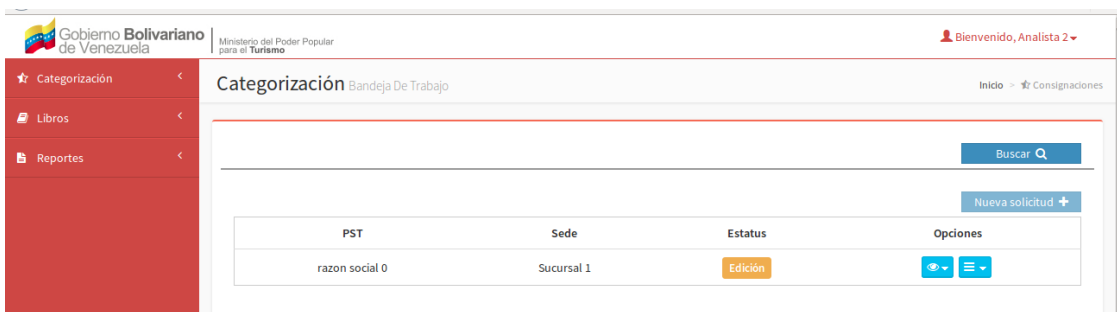 Gobierno Bolivariano
de Venezuela
Ministerio del Poder Popular
para el Turismo
Bienvenido, Analista 2
Categorización
Libros
Reportes
Categorización Bandeja De Trabajo
Inicio > Consignaciones
Buscar
Nueva solicitud
PST Sede Estatus Opciones
razon social 0 Sucursal 1 Edición